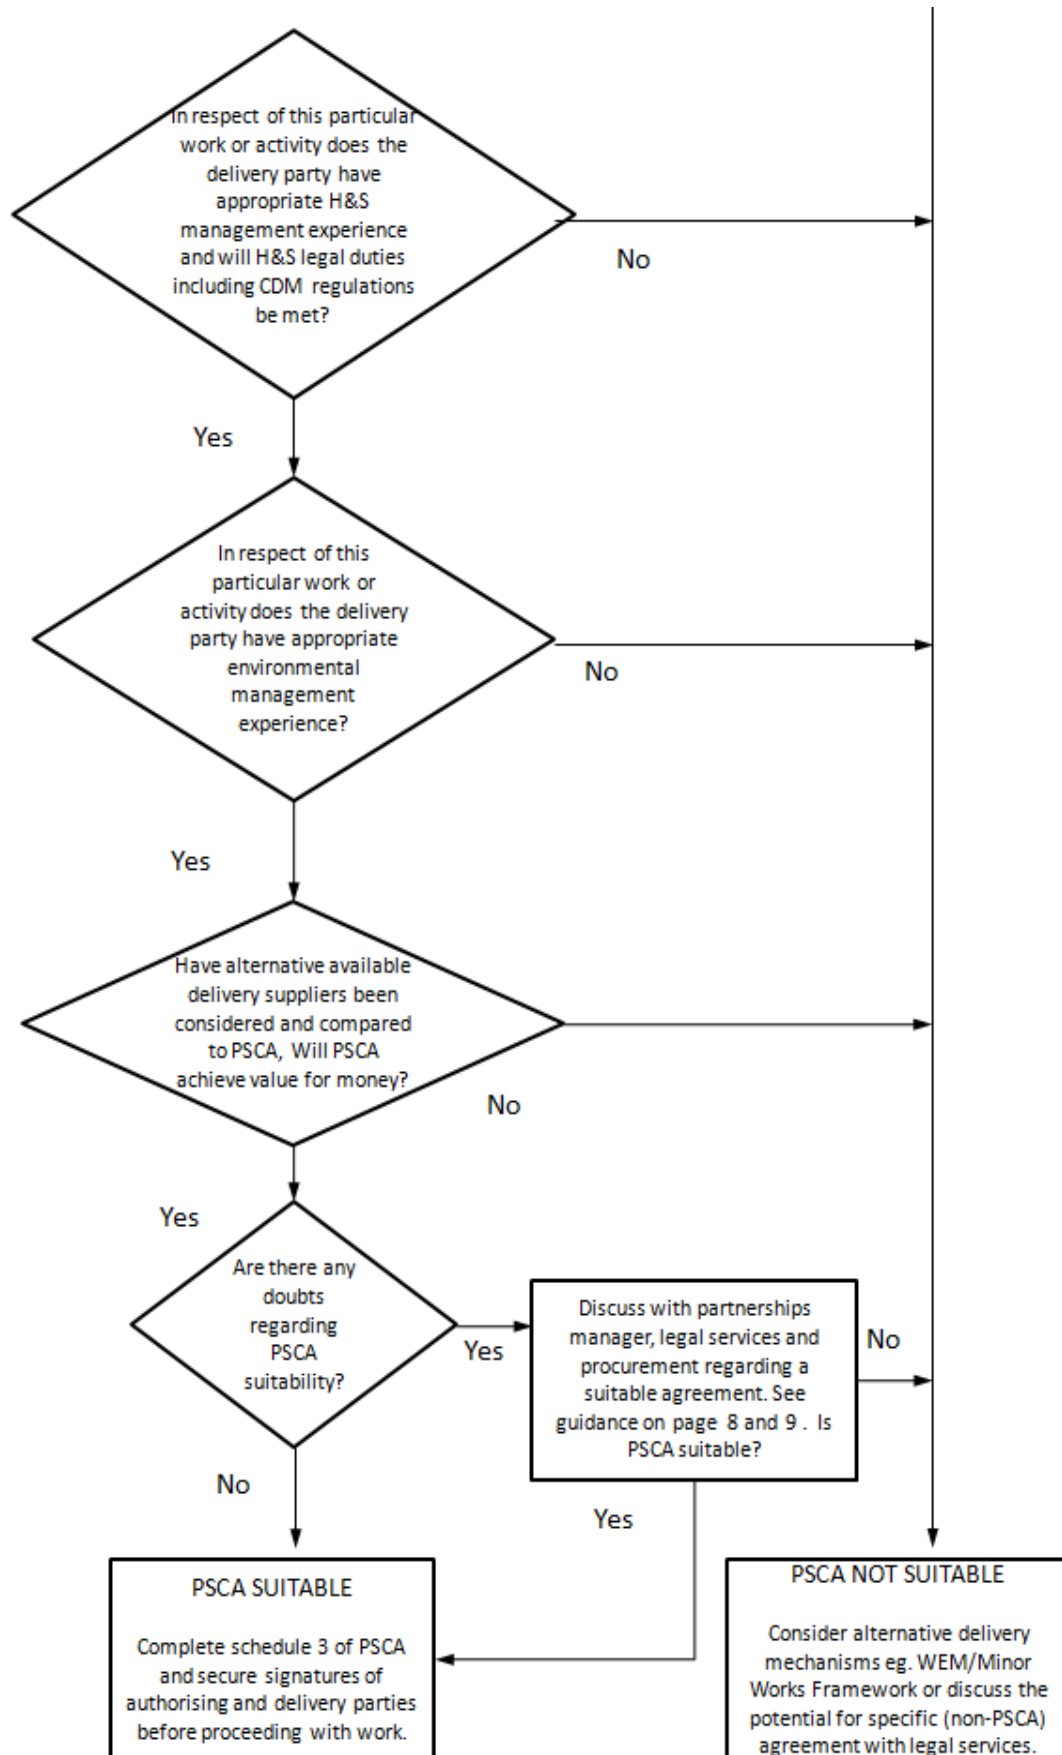 In respect of this particular
work or activity does the
delivery party have
appropriate H&S
management experience
and will H&S legal duties
including CDM regulations
be met?
No
Yes
In respect of this
particular work or
activity does the delivery
party have appropriate
environmental
management
experience?
No
Yes
Have alternative available
delivery suppliers been
considered and compared
to PSCA, Will PSCA
achieve value for money?
No
Yes
Are there any
doubts
regarding
PSCA
suitability?
Yes
Discuss with partnerships
manager, legal services and
procurement regarding a
suitable agreement. See
guidance on page 8 and 9 . Is
PSCA suitable?
No
No
Yes
PSCA SUITABLE
Complete schedule 3 of PSCA
and secure signatures of
authorising and delivery parties
before proceeding with work.
PSCA NOT SUITABLE
Consider alternative delivery
mechanisms eg. WEM/Minor
Works Framework or discuss the
potential for specific (non-PSCA)
agreement with legal services.